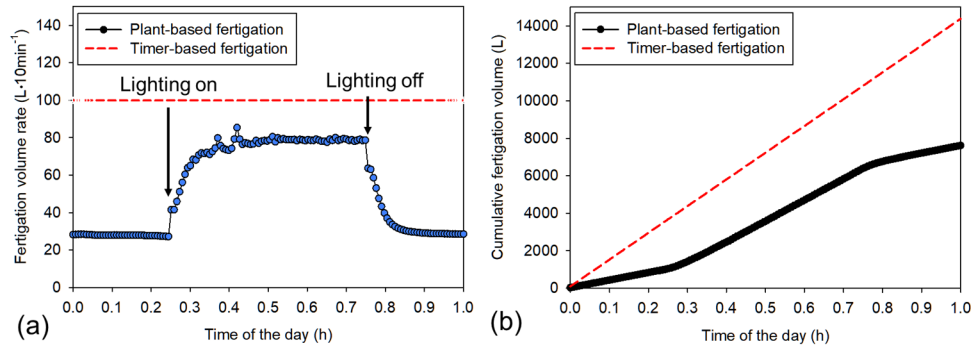 Plant-based fertigation
Timer-based fertigation
Lighting on
Lighting off
Fertigation volume rate (L-10min⁻¹)
140
120
100
80
60
40
20
0
0.0 0.1 0.2 0.3 0.4 0.5 0.6 0.7 0.8 0.9 1.0
Time of the day (h)
(a)
Plant-based fertigation
Timer-based fertigation
Cumulative fertigation volume (L)
14000
12000
10000
8000
6000
4000
2000
0
0.0 0.1 0.2 0.3 0.4 0.5 0.6 0.7 0.8 0.9 1.0
Time of the day (h)
(b)